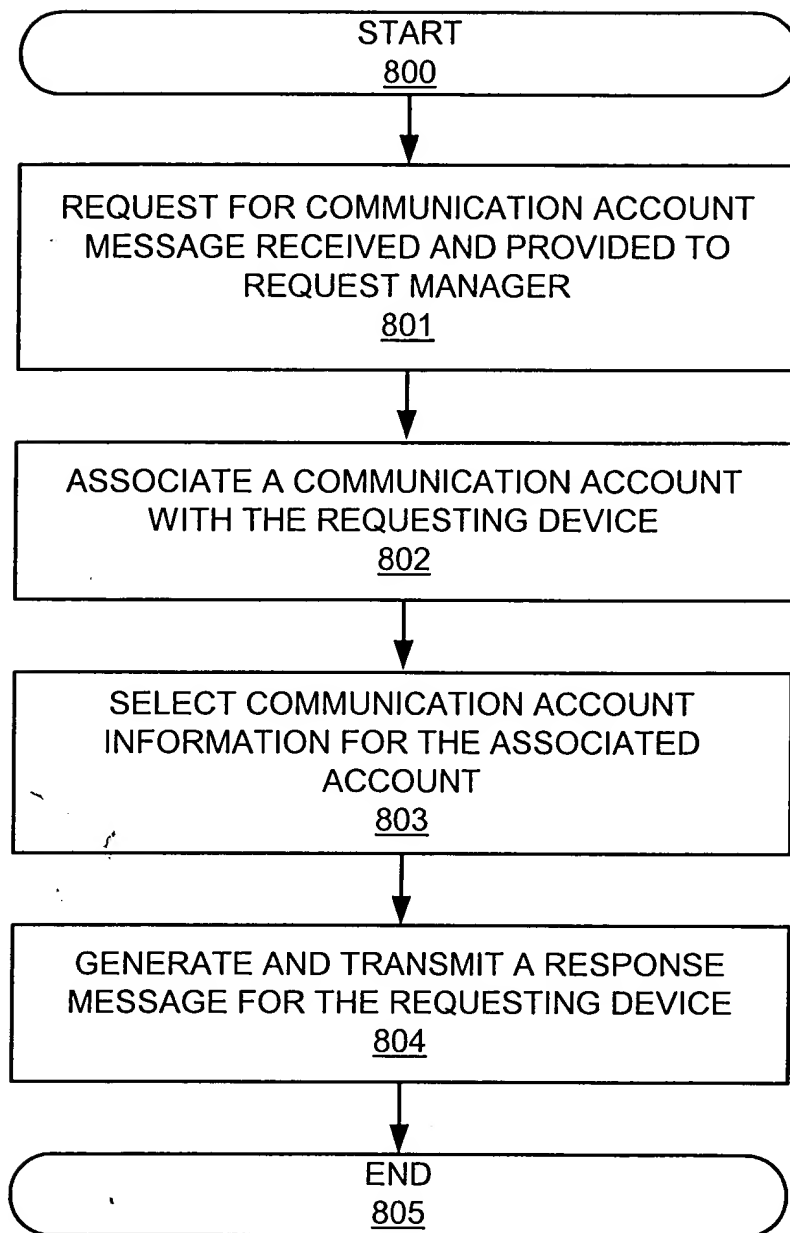 START
800
REQUEST FOR COMMUNICATION ACCOUNT
MESSAGE RECEIVED AND PROVIDED TO
REQUEST MANAGER
801
ASSOCIATE A COMMUNICATION ACCOUNT
WITH THE REQUESTING DEVICE
802
SELECT COMMUNICATION ACCOUNT
INFORMATION FOR THE ASSOCIATED
ACCOUNT
803
GENERATE AND TRANSMIT A RESPONSE
MESSAGE FOR THE REQUESTING DEVICE
804
END
805